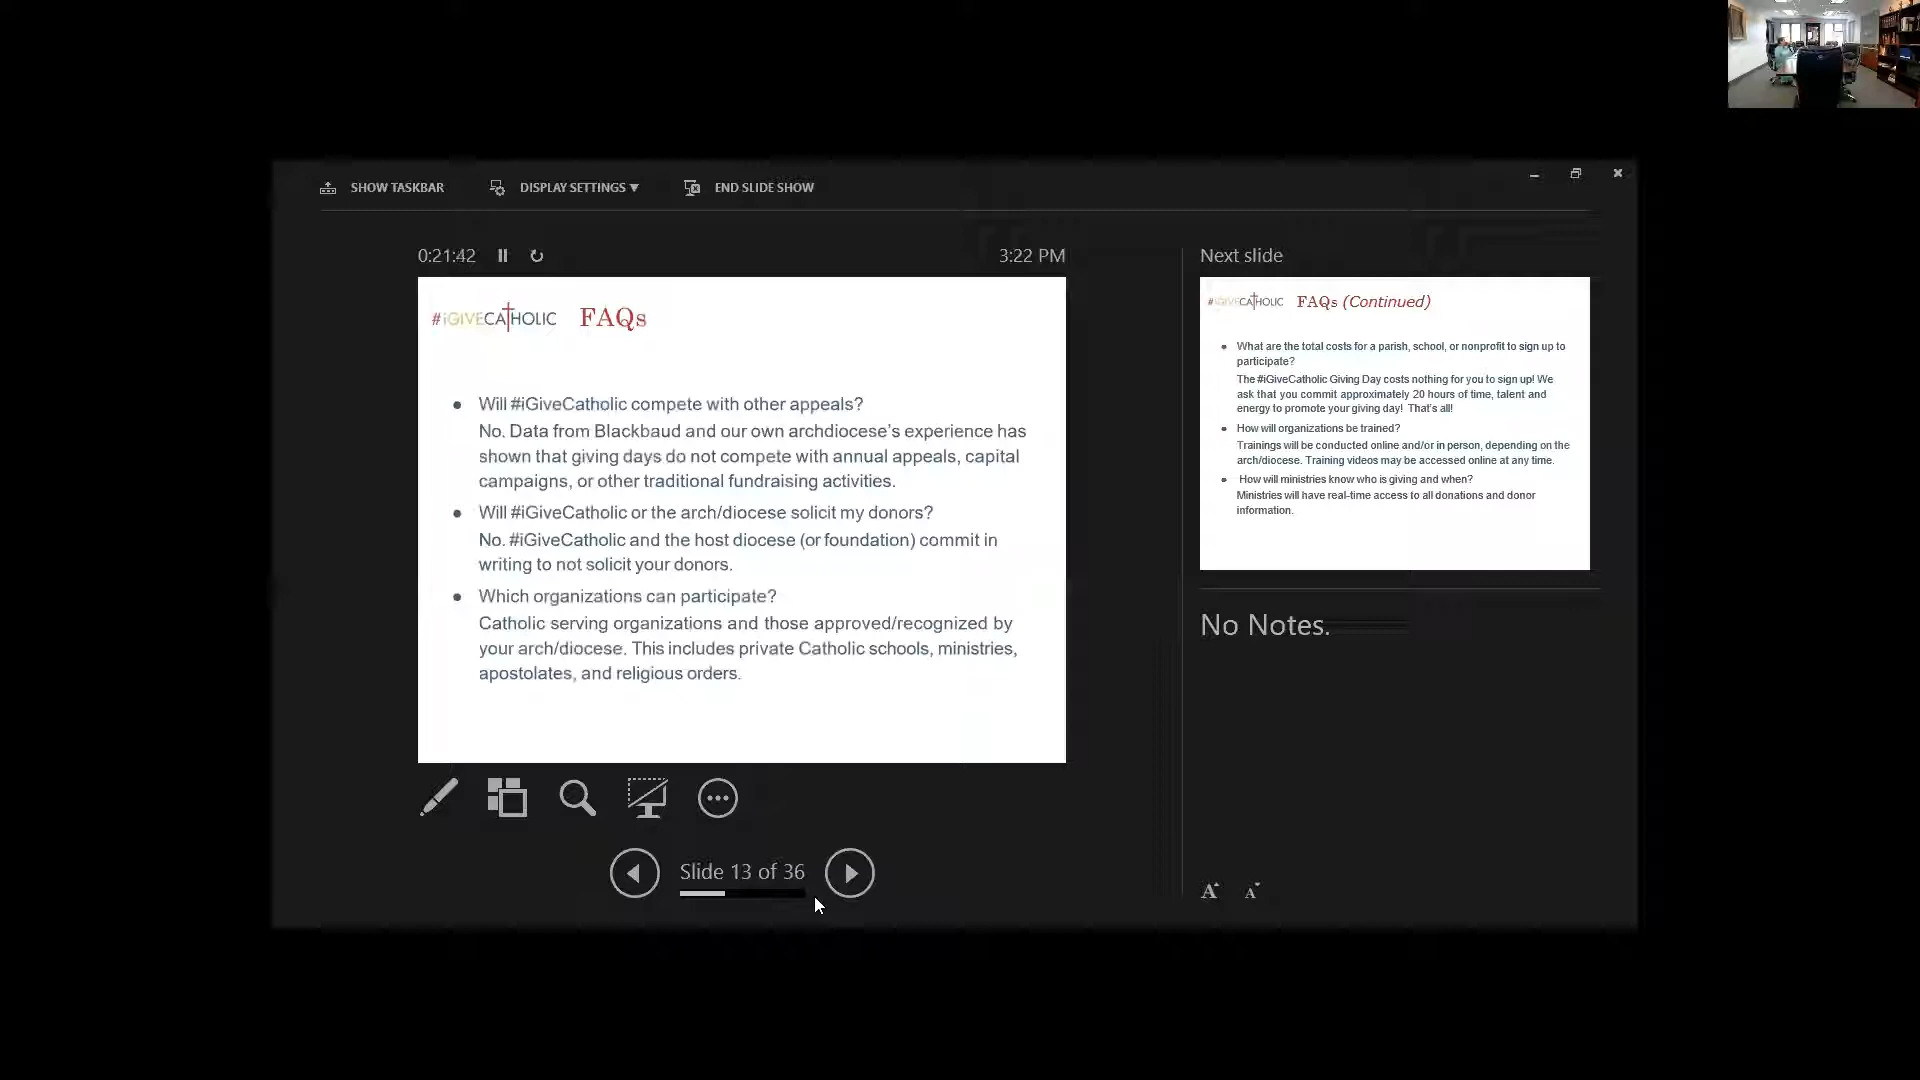 SHOW TASKBAR
DISPLAY SETTINGS ▼
END SLIDE SHOW
0:21:42
3:22 PM
Next slide
#iGIVECATHOLIC FAQs
• Will #iGiveCatholic compete with other appeals?
No. Data from Blackbaud and our own archdiocese's experience has
shown that giving days do not compete with annual appeals, capital
campaigns, or other traditional fundraising activities.
• Will #iGiveCatholic or the arch/diocese solicit my donors?
No. #iGiveCatholic and the host diocese (or foundation) commit in
writing to not solicit your donors.
• Which organizations can participate?
Catholic serving organizations and those approved/recognized by
your arch/diocese. This includes private Catholic schools, ministries,
apostolates, and religious orders.
#iGIVECATHOLIC FAQs (Continued)
• What are the total costs for a parish, school, or nonprofit to sign up to
participate?
The #iGiveCatholic Giving Day costs nothing for you to sign up! We
ask that you commit approximately 20 hours of time, talent and
energy to promote your giving day! That's all!
• How will organizations be trained?
Trainings will be conducted online and/or in person, depending on the
arch/diocese. Training videos may be accessed online at any time.
• How will ministries know who is giving and when?
Ministries will have real-time access to all donations and donor
information.
No Notes.
Slide 13 of 36
A A